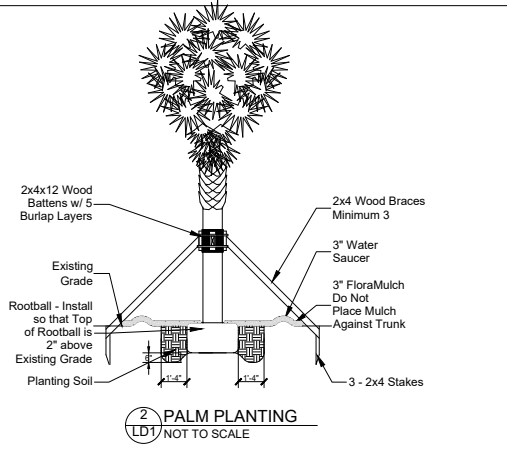 2x4x12 Wood
Battens w/ 5
Burlap Layers
Existing
Grade
Rootball - Install
so that Top
of Rootball is
2" above
Existing Grade
Planting Soil
2x4 Wood Braces
Minimum 3
3" Water
Saucer
3" FloraMulch
Do Not
Place Mulch
Against Trunk
3 - 2x4 Stakes
6"
1'-4"
1'-4"
2
LD1
PALM PLANTING
NOT TO SCALE